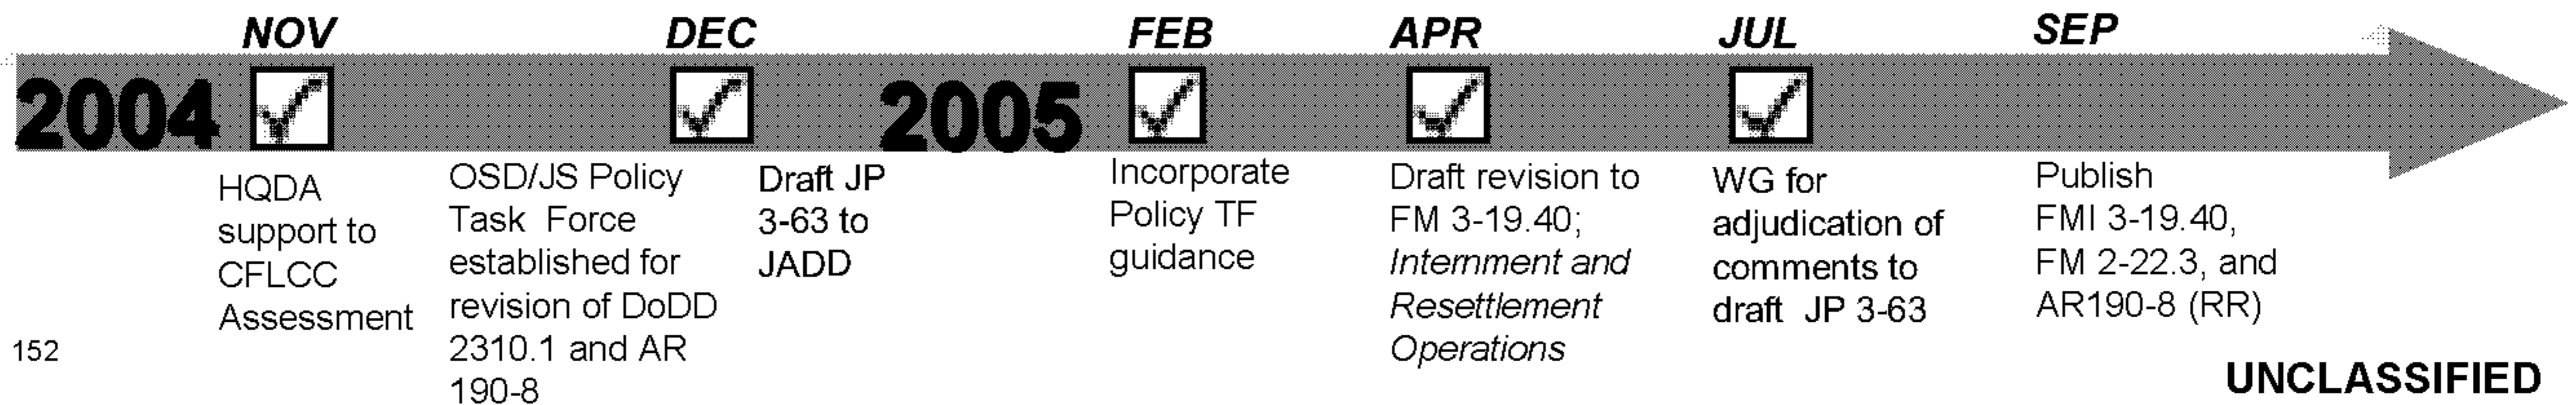 NOV DEC FEB APR JUL SEP
2004 2005
HQDA
support to
CFLCC
Assessment
OSD/JS Policy
Task Force
established for
revision of DoDD
2310.1 and AR
190-8
Draft JP
3-63 to
JADD
Incorporate
Policy TF
guidance
Draft revision to
FM 3-19.40;
Internment and
Resettlement
Operations
WG for
adjudication of
comments to
draft JP 3-63
Publish
FMI 3-19.40,
FM 2-22.3, and
AR190-8 (RR)
152
UNCLASSIFIED